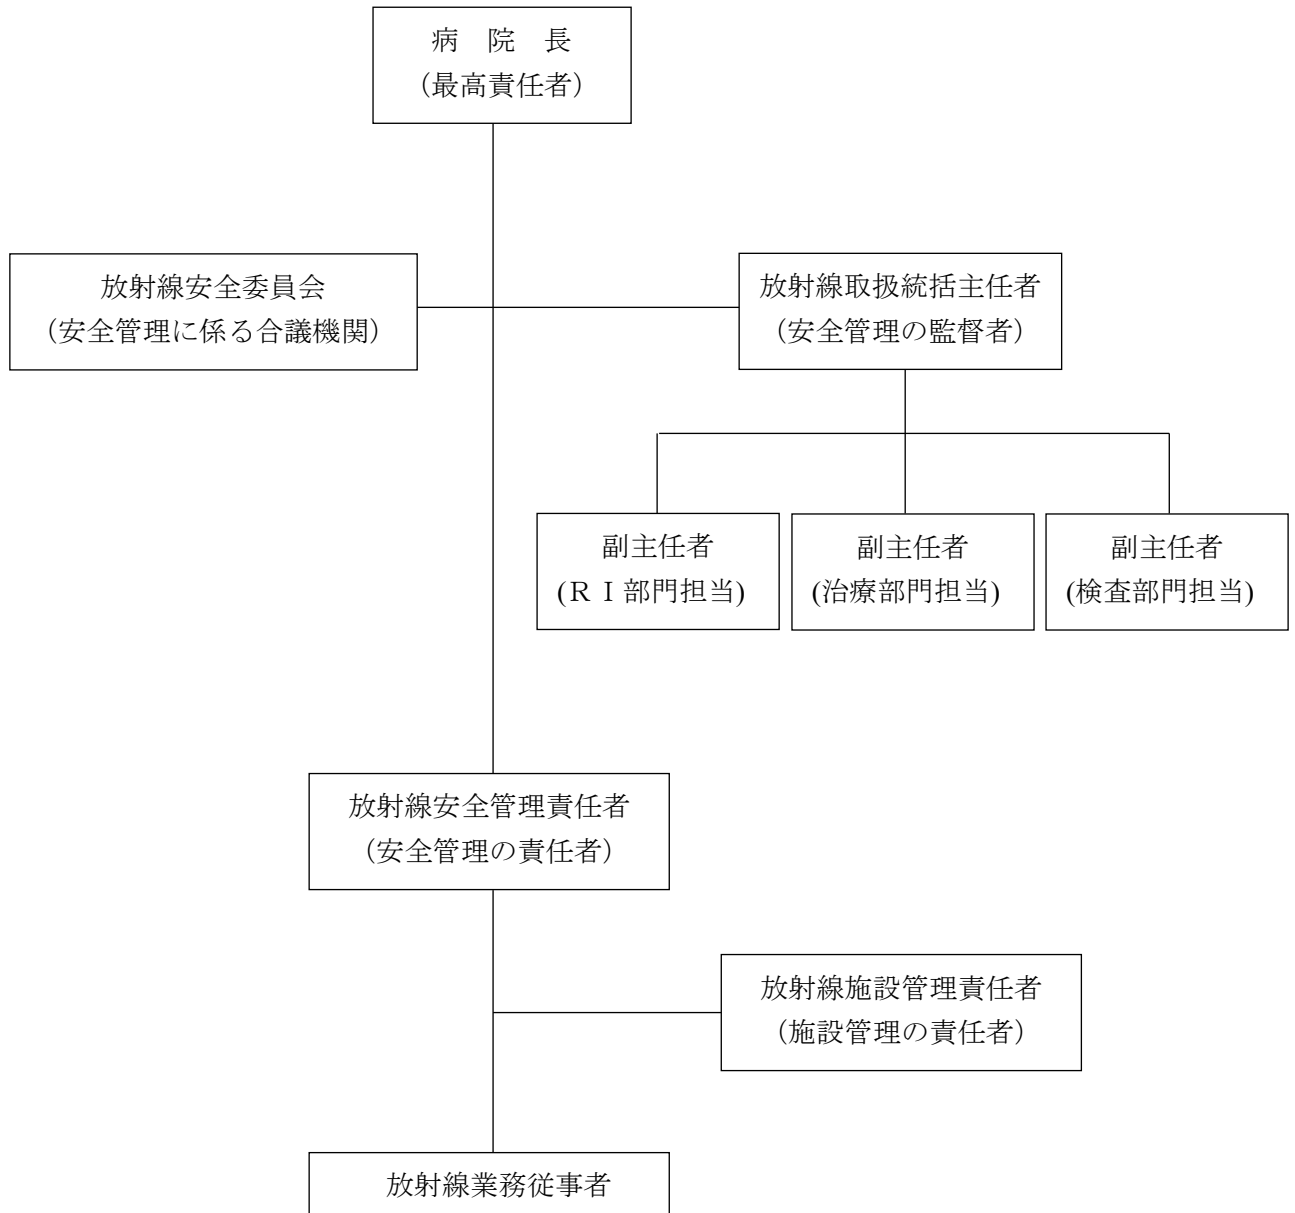 病　院　長
（最高責任者）
放射線安全委員会
（安全管理に係る合議機関）
放射線取扱統括主任者
（安全管理の監督者）
副主任者
(ＲＩ部門担当)
副主任者
(治療部門担当)
副主任者
(検査部門担当)
放射線安全管理責任者
（安全管理の責任者）
放射線施設管理責任者
（施設管理の責任者）
放射線業務従事者